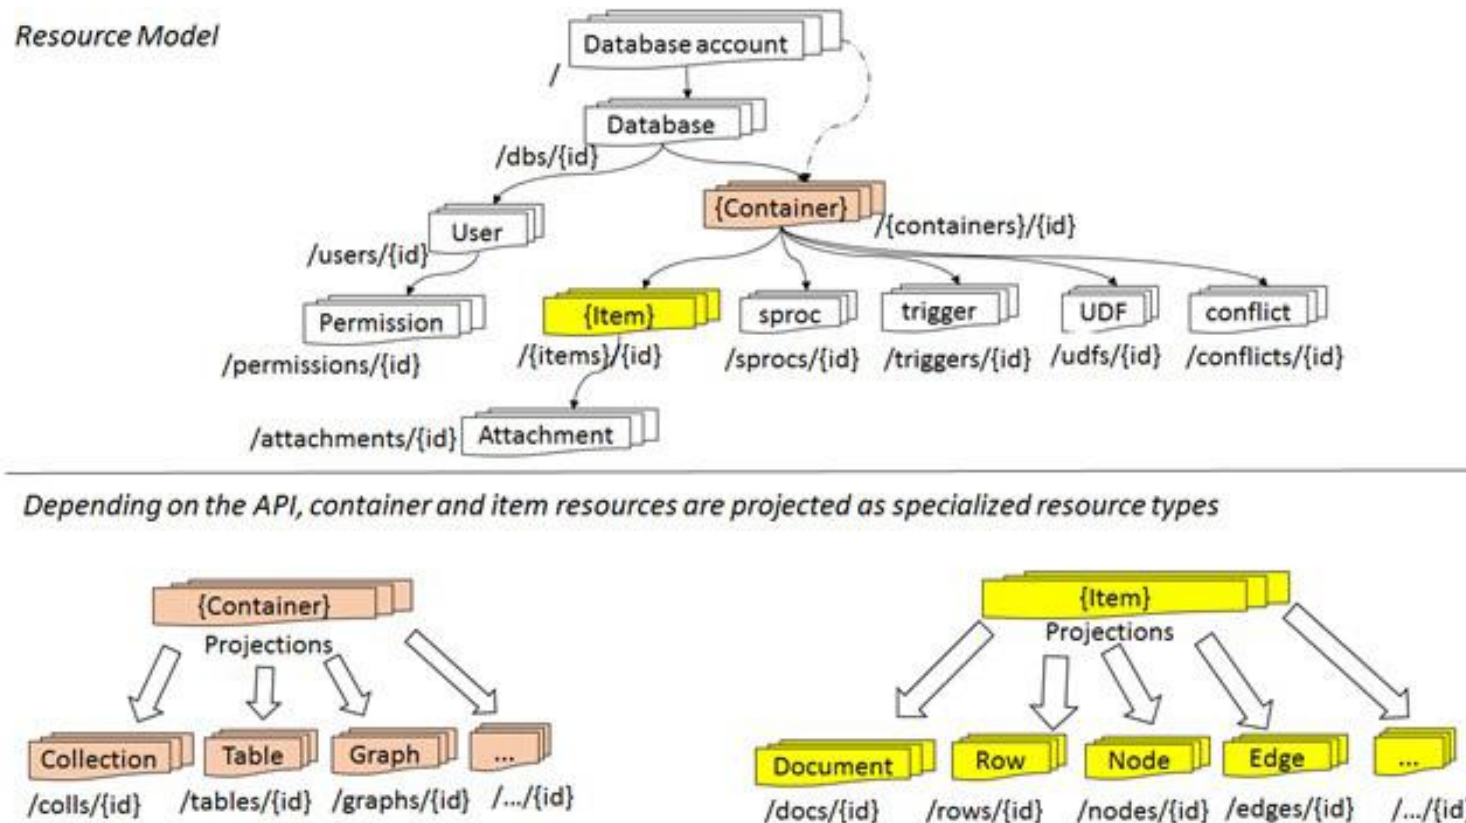 Resource Model
Database account
/
Database
/dbs/{id}
{Container}
/{containers}/{id}
User
/users/{id}
Permission
{Item}
sproc
trigger
UDF
conflict
/permissions/{id}
/{items}/{id}
/sprocs/{id}
/triggers/{id}
/udfs/{id}
/conflicts/{id}
/attachments/{id}
Attachment
Depending on the API, container and item resources are projected as specialized resource types
{Container}
Projections
Collection
Table
Graph
...
/colls/{id}
/tables/{id}
/graphs/{id}
/.../{id}
{Item}
Projections
Document
Row
Node
Edge
...
/docs/{id}
/rows/{id}
/nodes/{id}
/edges/{id}
/.../{id}